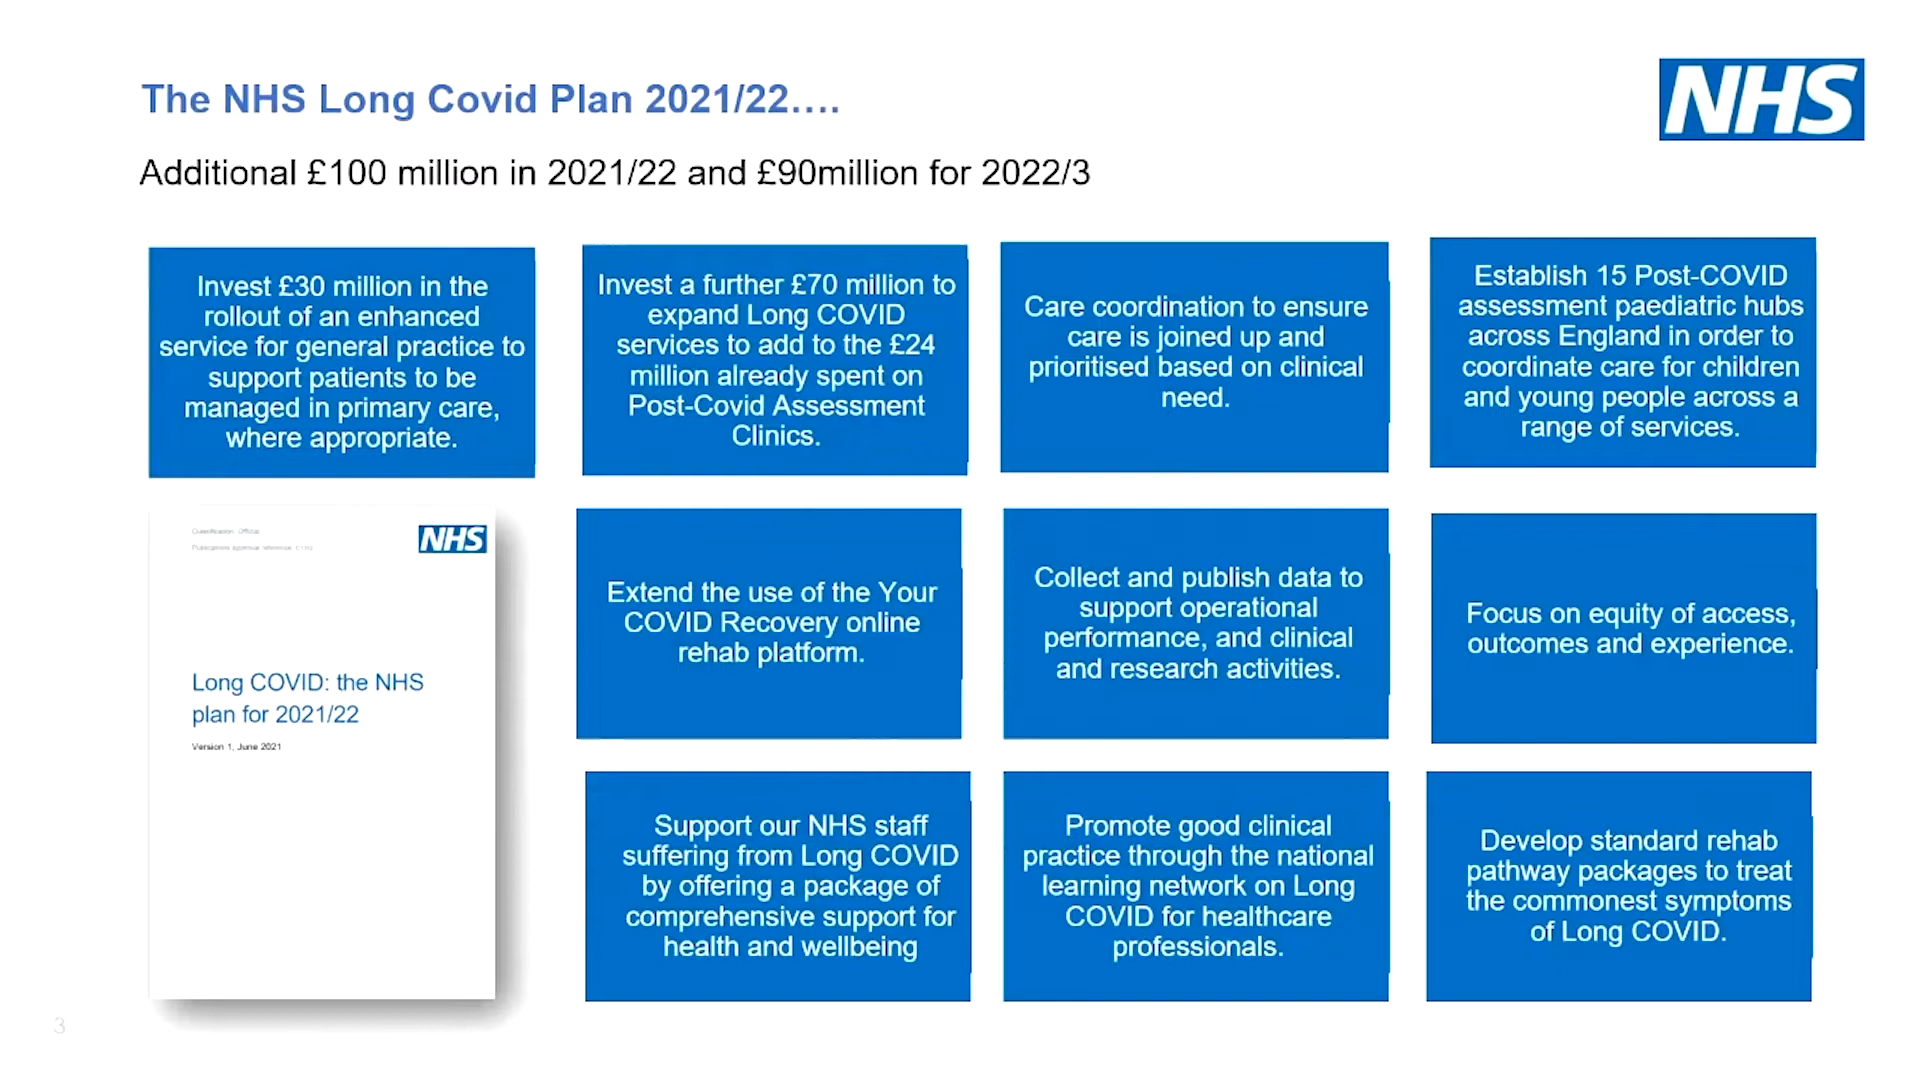 The NHS Long Covid Plan 2021/22....
NHS
Additional £100 million in 2021/22 and £90million for 2022/3
Invest £30 million in the
rollout of an enhanced
service for general practice to
support patients to be
managed in primary care,
where appropriate.
Invest a further £70 million to
expand Long COVID
services to add to the £24
million already spent on
Post-Covid Assessment
Clinics.
Care coordination to ensure
care is joined up and
prioritised based on clinical
need.
Establish 15 Post-COVID
assessment paediatric hubs
across England in order to
coordinate care for children
and young people across a
range of services.
Classification: Official
Publications approval reference:
NHS
Long COVID: the NHS
plan for 2021/22
Version 1, June 2021
Extend the use of the Your
COVID Recovery online
rehab platform.
Collect and publish data to
support operational
performance, and clinical
and research activities.
Focus on equity of access,
outcomes and experience.
Support our NHS staff
suffering from Long COVID
by offering a package of
comprehensive support for
health and wellbeing
Promote good clinical
practice through the national
learning network on Long
COVID for healthcare
professionals.
Develop standard rehab
pathway packages to treat
the commonest symptoms
of Long COVID.
3